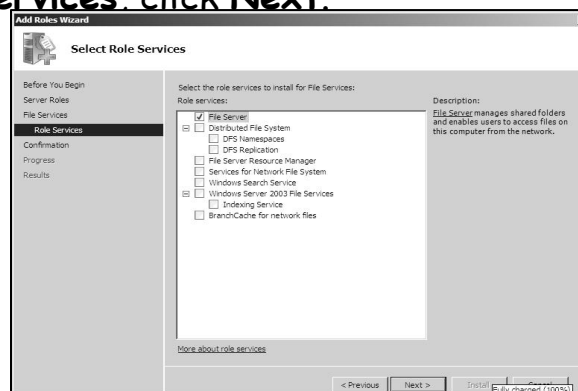 ervices, click Next.
Add Roles Wizard
Select Role Services
Before You Begin
Server Roles
File Services
Role Services
Confirmation
Progress
Results
Select the role services to install for File Services:
Role services:
File Server
Distributed File System
DFS Namespaces
DFS Replication
File Server Resource Manager
Services for Network File System
Windows Search Service
Windows Server 2003 File Services
Indexing Service
BranchCache for network files
More about role services
Description:
File Server manages shared folders
and enables users to access files on
this computer from the network.
< Previous
Next >
Install
Fully charged (100%)